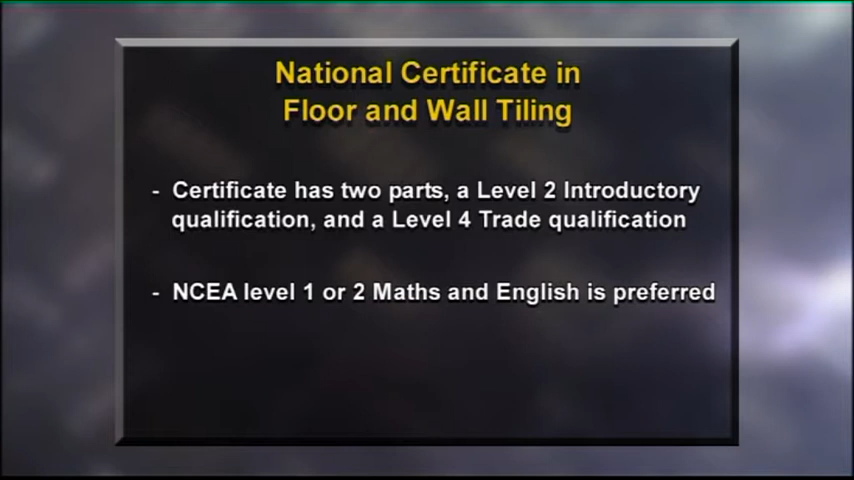 National Certificate in
Floor and Wall Tiling
- Certificate has two parts, a Level 2 Introductory
qualification, and a Level 4 Trade qualification
- NCEA level 1 or 2 Maths and English is preferred